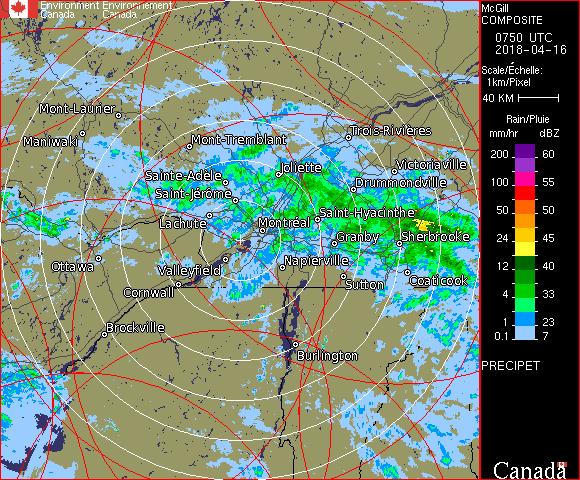 Environment Environnement
Canada Canada
McGill
COMPOSITE
0750 UTC
2018-04-16
Scale/Échelle:
1km/Pixel
40 KM
Rain/Pluie
mm/hr dBZ
200 60
100 55
50 50
24 45
12 40
4 33
1 23
0.1 7
PRECIPET
Canada
Mont-Laurier
Maniwaki
Mont-Tremblant
Trois-Rivières
Sainte-Adèle
Joliette
Victoriaville
Saint-Jérôme
Drummondville
Lachute
Montréal
Saint-Hyacinthe
Granby
Sherbrooke
Ottawa
Valleyfield
Napierville
Cornwall
Sutton
Coaticook
Brockville
Burlington